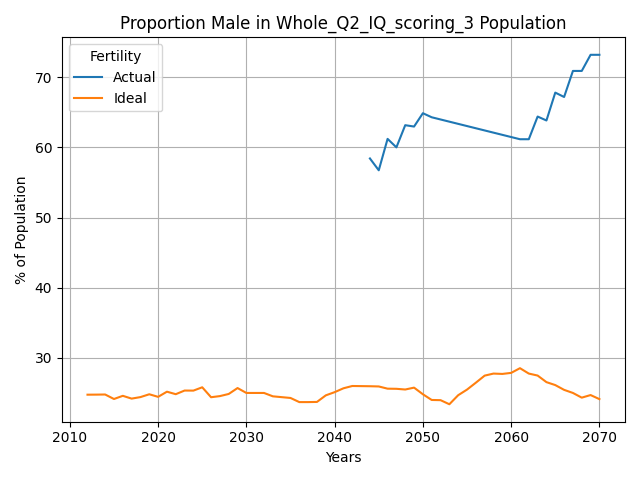 Proportion Male in Whole_Q2_IQ_scoring_3 Population
Fertility
Actual
Ideal
% of Population
70
60
50
40
30
2010 2020 2030 2040 2050 2060 2070
Years